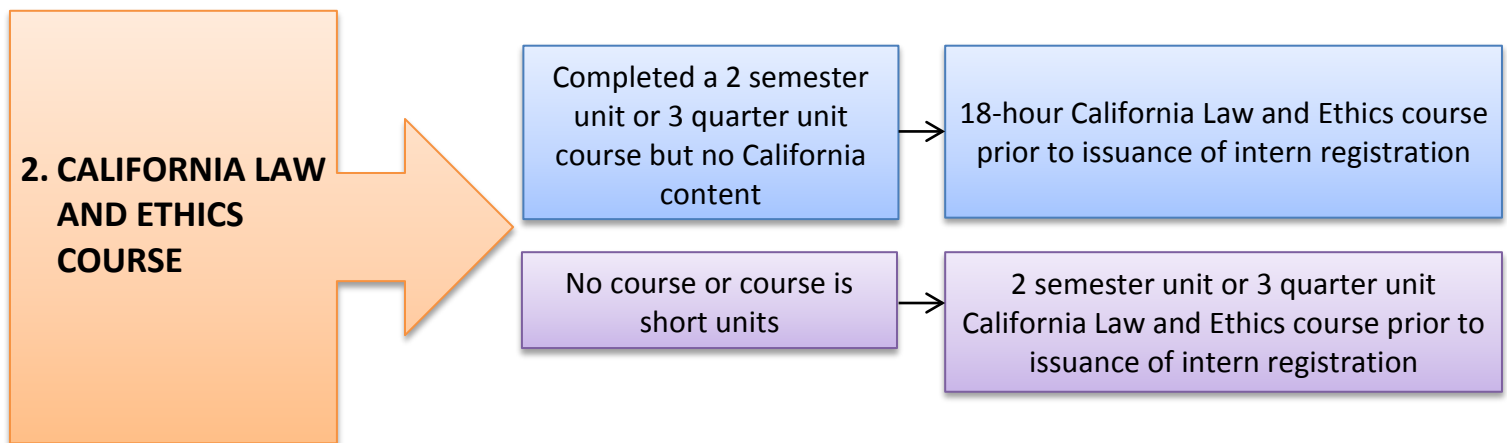 2. CALIFORNIA LAW
AND ETHICS
COURSE
Completed a 2 semester
unit or 3 quarter unit
course but no California
content
18-hour California Law and Ethics course
prior to issuance of intern registration
No course or course is
short units
2 semester unit or 3 quarter unit
California Law and Ethics course prior to
issuance of intern registration